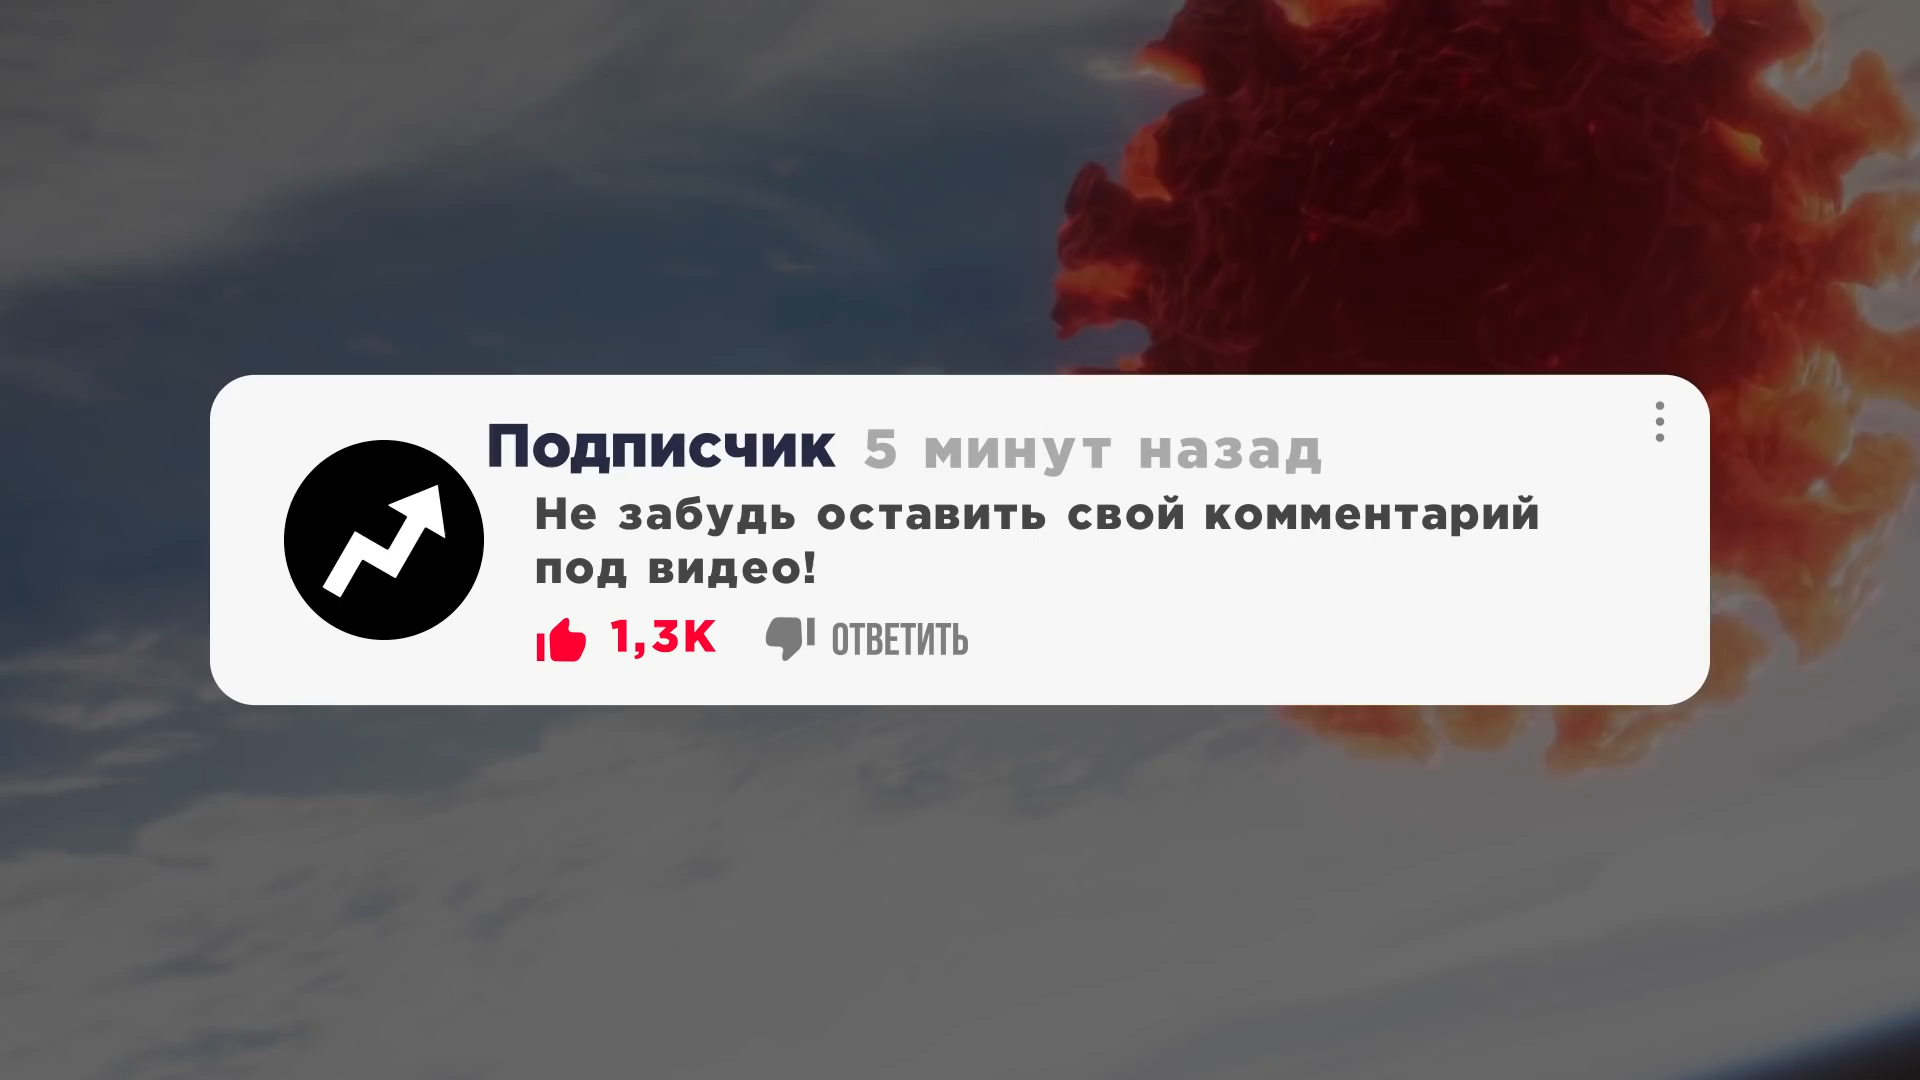 Подписчик 5 минут назад
Не забудь оставить свой комментарий
под видео!
1,3K ОТВЕТИТЬ